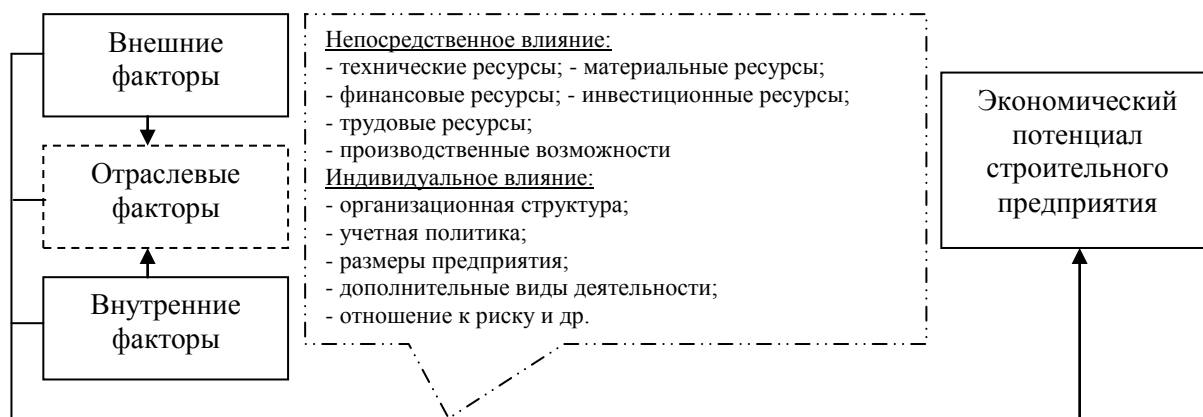 Внешние
факторы
Отраслевые
факторы
Внутренние
факторы
Непосредственное влияние:
- технические ресурсы; - материальные ресурсы;
- финансовые ресурсы; - инвестиционные ресурсы;
- трудовые ресурсы;
- производственные возможности
Индивидуальное влияние:
- организационная структура;
- учетная политика;
- размеры предприятия;
- дополнительные виды деятельности;
- отношение к риску и др.
Экономический
потенциал
строительного
предприятия